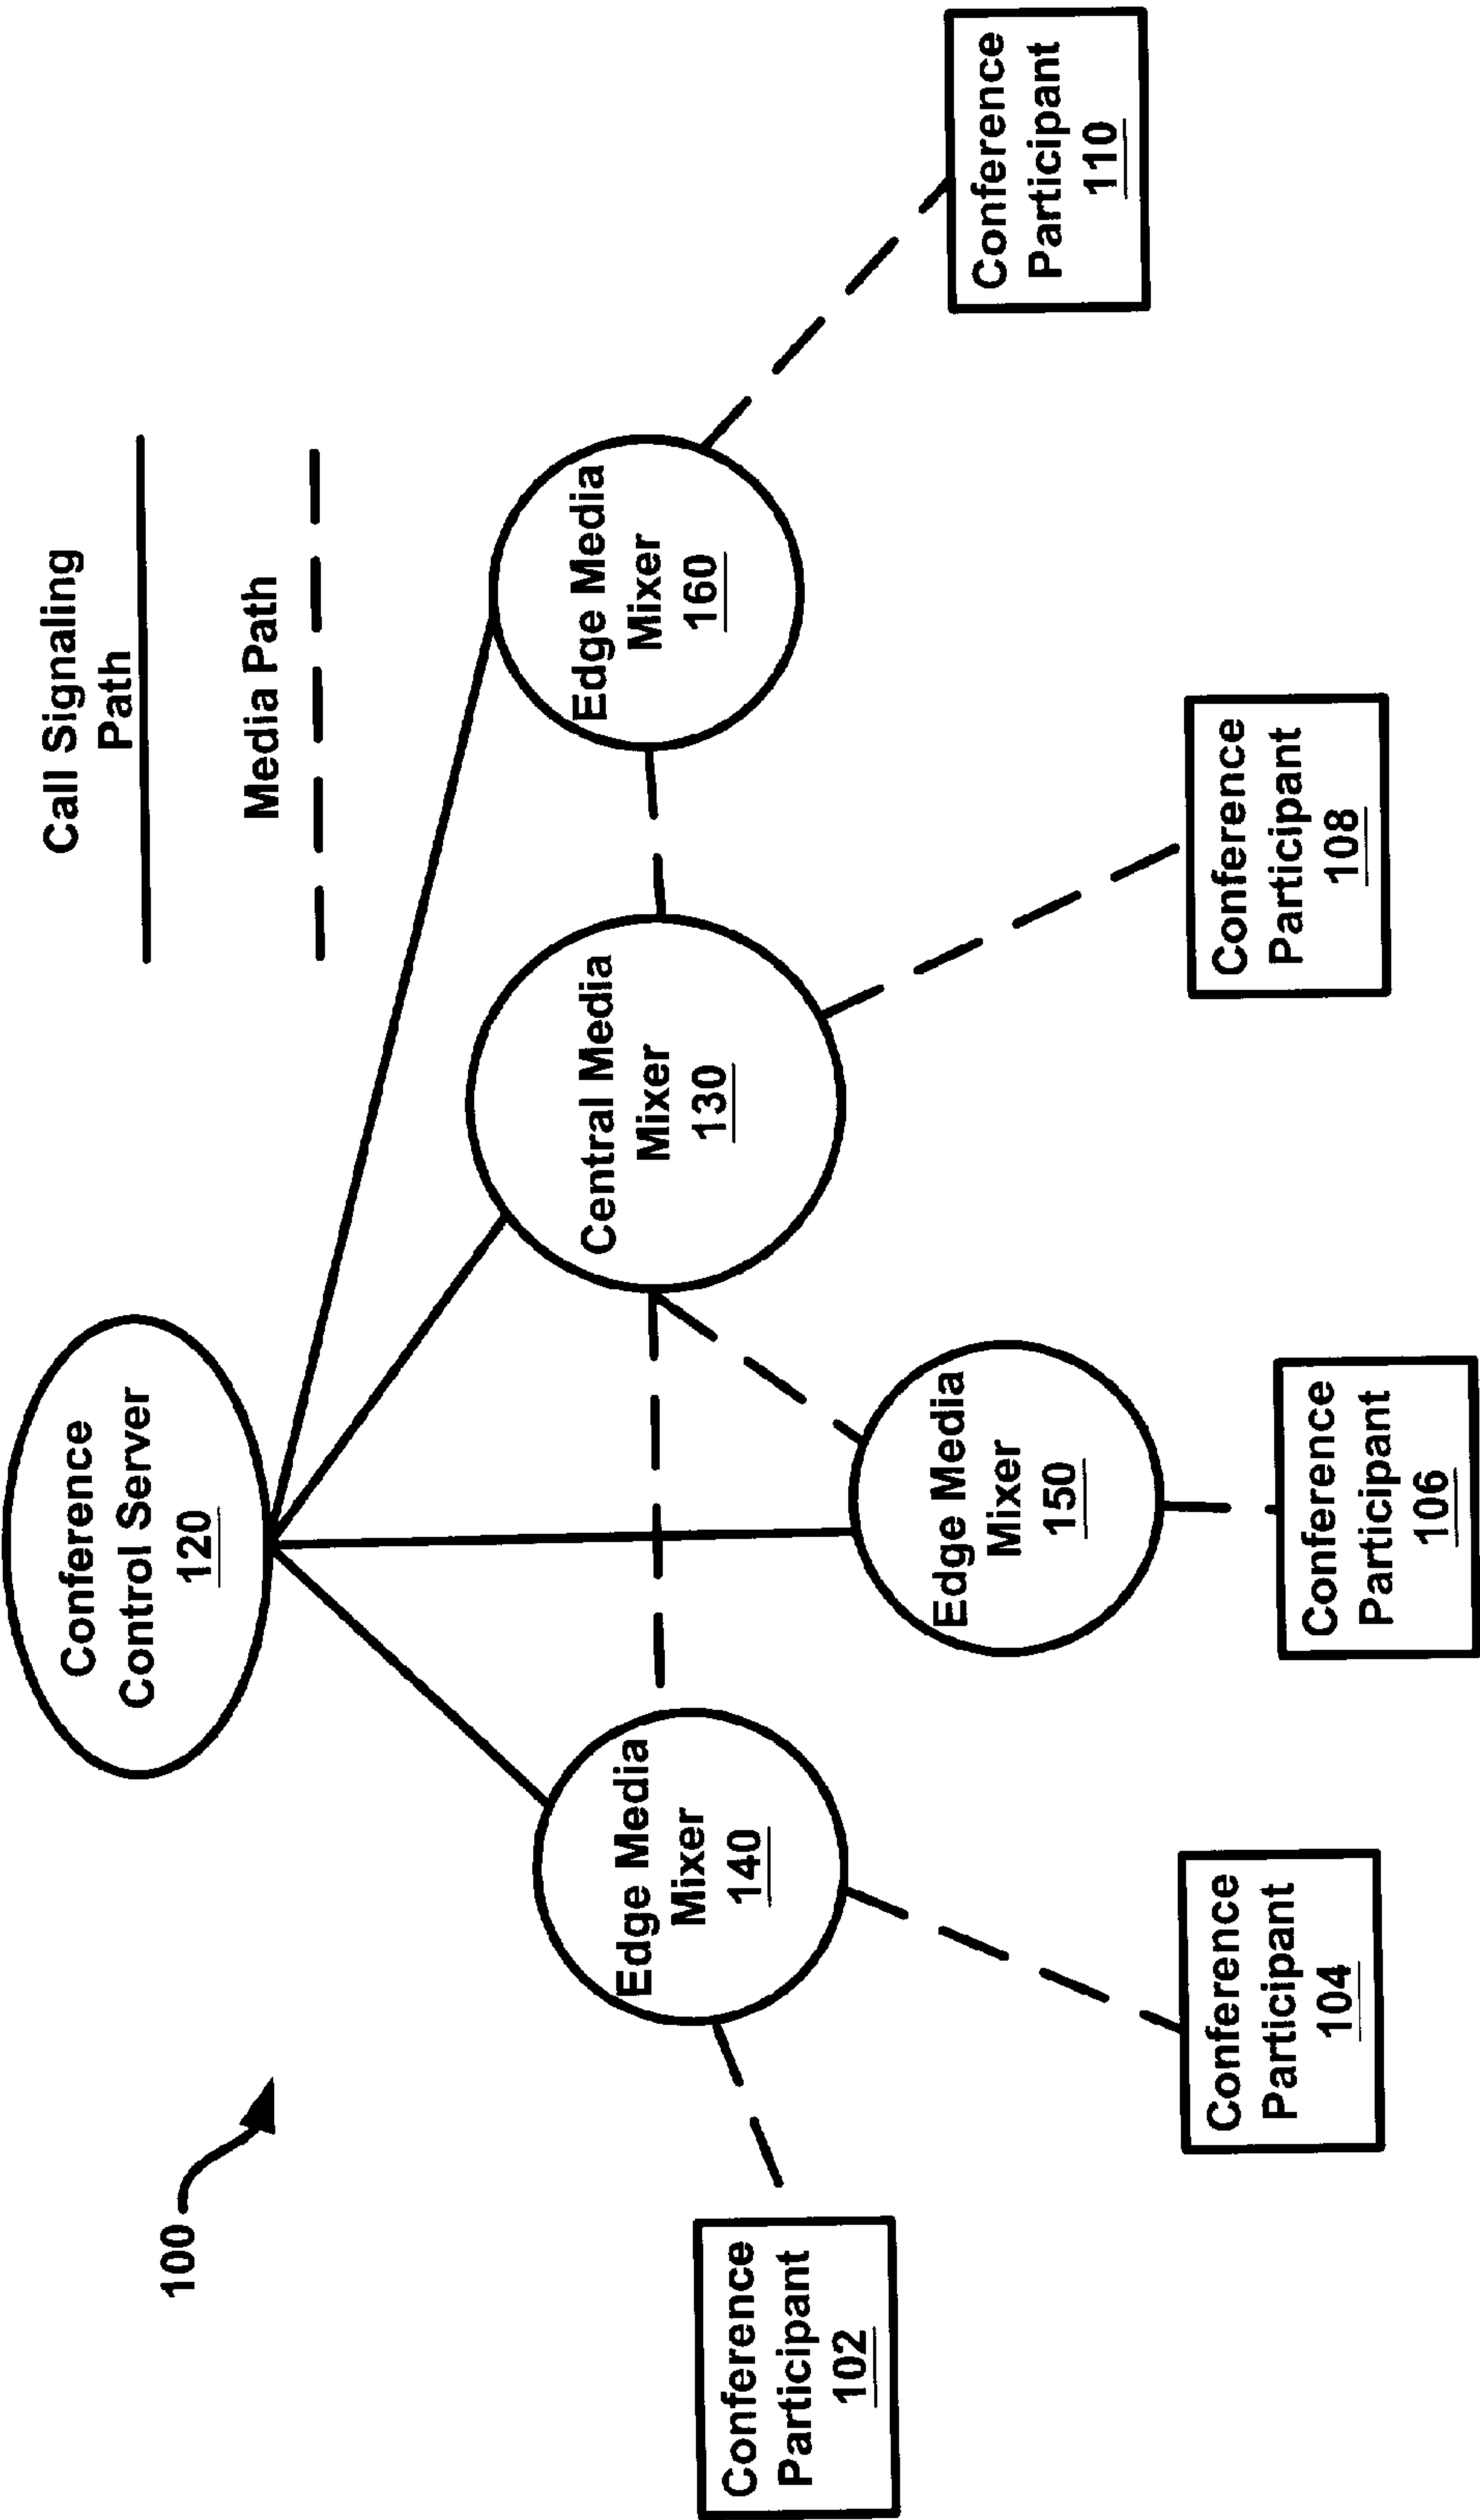 100
Conference
Control Server
120
Call Signaling
Path
Media Path
Edge Media
Mixer
140
Edge Media
Mixer
150
Central Media
Mixer
130
Edge Media
Mixer
160
Conference
Participant
102
Conference
Participant
104
Conference
Participant
106
Conference
Participant
108
Conference
Participant
110